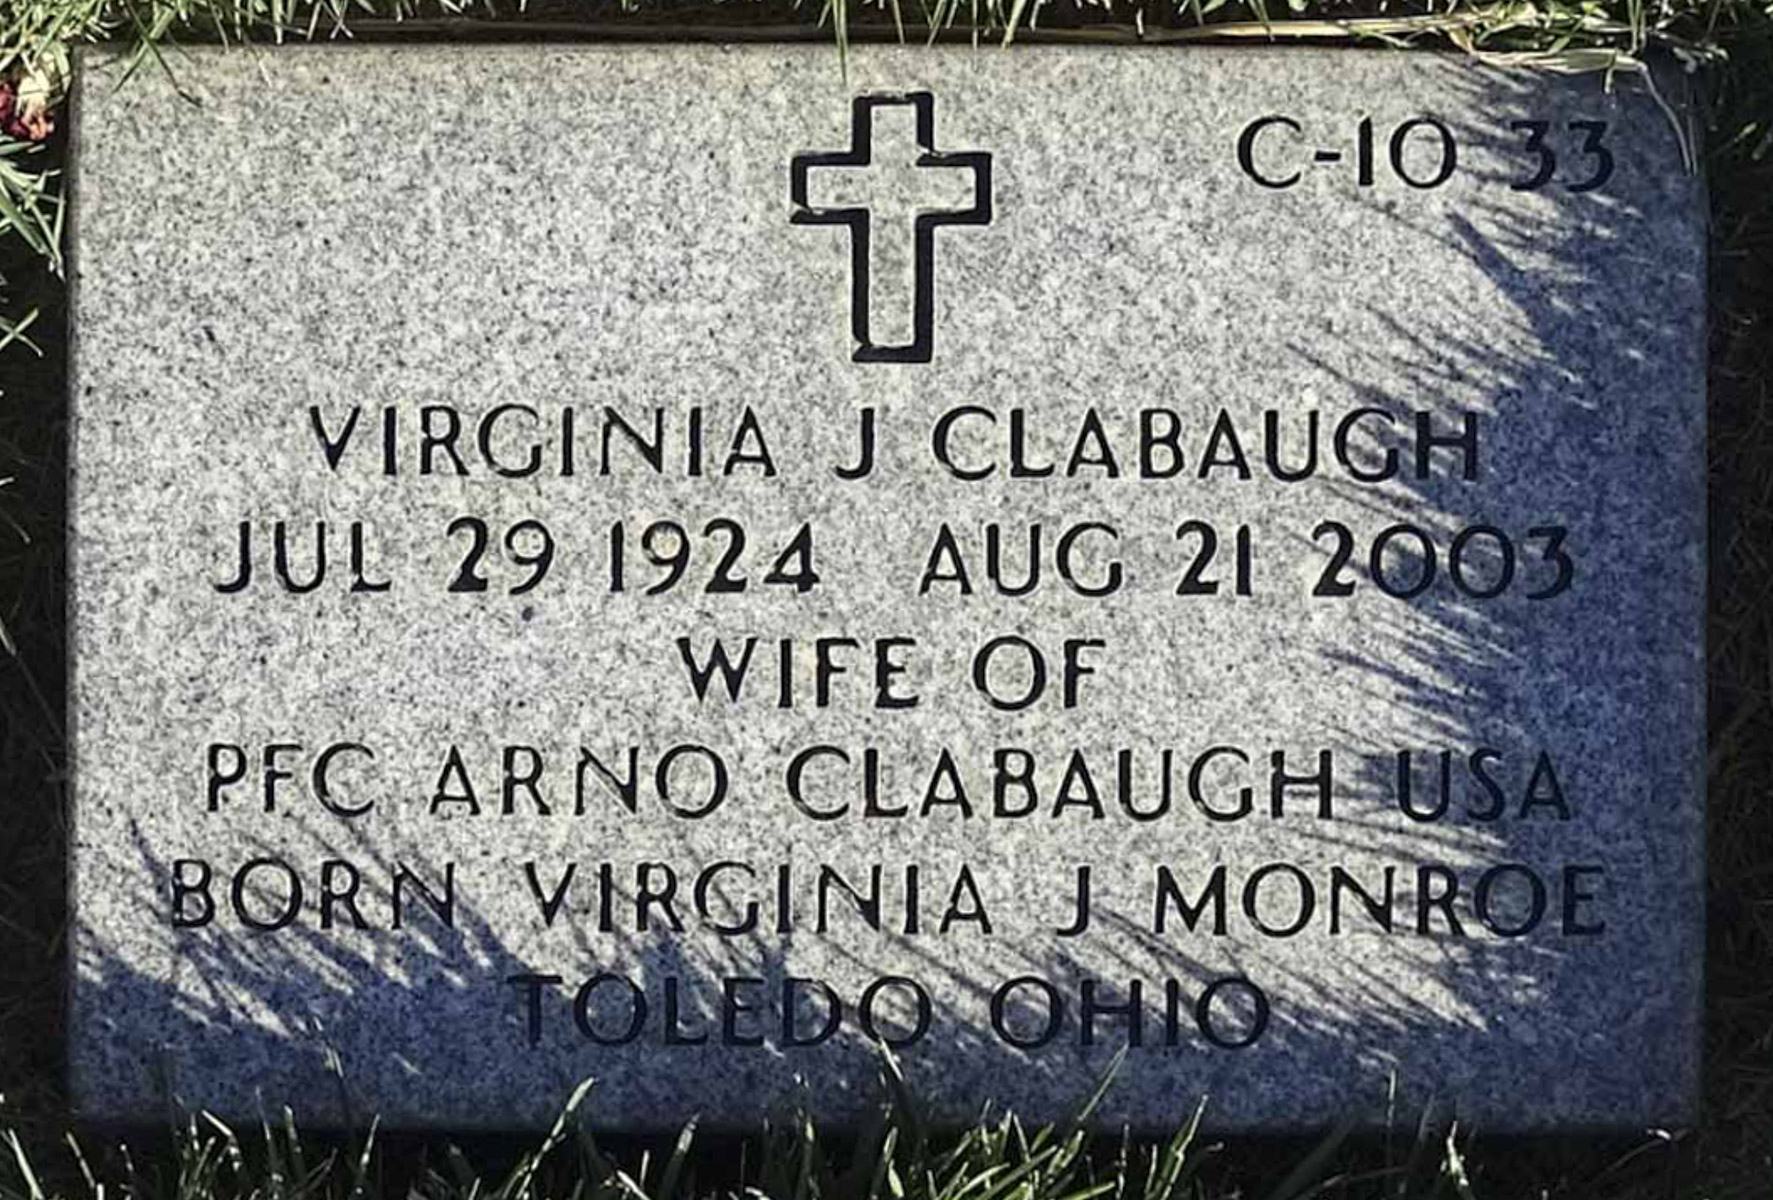 C-10 33
VIRGINIA J CLABAUGH
JUL 29 1924 AUG 21 2003
WIFE OF
PFC ARNO CLABAUGH USA
BORN VIRGINIA J MONROE
TOLEDO OHIO